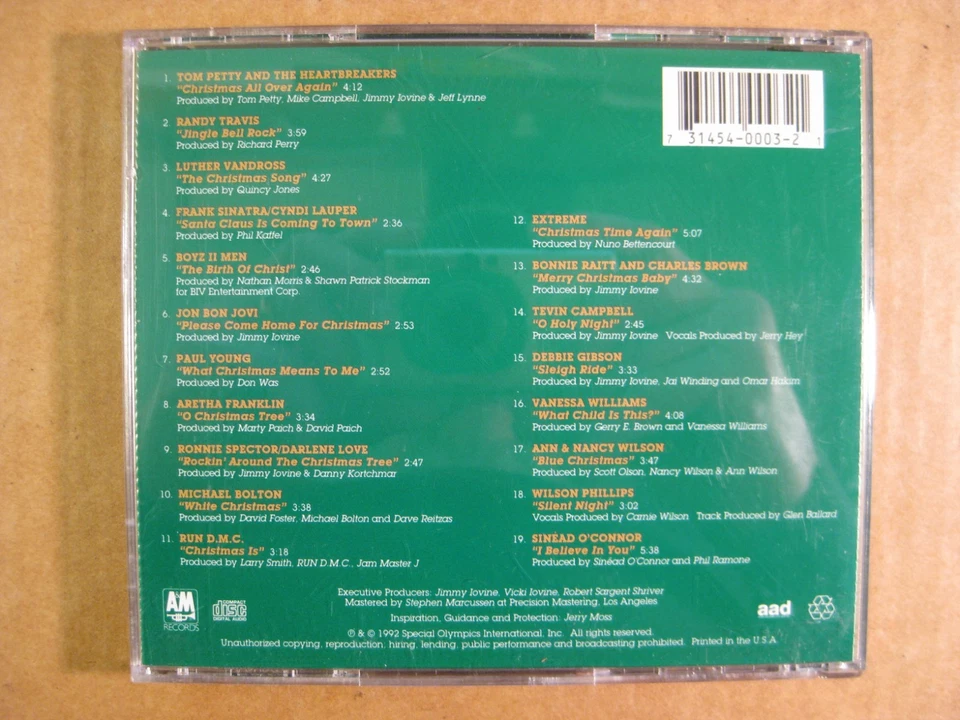 1. TOM PETTY AND THE HEARTBREAKERS
"Christmas All Over Again" 4:12
Produced by Tom Petty, Mike Campbell, Jimmy Iovine & Jeff Lynne
2. RANDY TRAVIS
"Jingle Bell Rock" 3:59
Produced by Richard Perry
3. LUTHER VANDROSS
"The Christmas Song" 4:27
Produced by Quincy Jones
4. FRANK SINATRA/CYNDI LAUPER
"Santa Claus Is Coming To Town" 2:36
Produced by Phil Kaffel
5. BOYZ II MEN
"The Birth Of Christ" 2:46
Produced by Nathan Morris & Shawn Patrick Stockman
for BIV Entertainment Corp.
6. JON BON JOVI
"Please Come Home For Christmas" 2:53
Produced by Jimmy Iovine
7. PAUL YOUNG
"What Christmas Means To Me" 2:52
Produced by Don Was
8. ARETHA FRANKLIN
"O Christmas Tree" 3:34
Produced by Marty Paich & David Paich
9. RONNIE SPECTOR/DARLENE LOVE
"Rockin' Around The Christmas Tree" 2:47
Produced by Jimmy Iovine & Danny Kortchmar
10. MICHAEL BOLTON
"White Christmas" 3:38
Produced by David Foster, Michael Bolton and Dave Reitzas
11. RUN D.M.C.
"Christmas Is" 3:18
Produced by Larry Smith, RUN D.M.C., Jam Master J
7 31454-0003-2 1
12. EXTREME
"Christmas Time Again" 5:07
Produced by Nuno Bettencourt
13. BONNIE RAITT AND CHARLES BROWN
"Merry Christmas Baby" 4:32
Produced by Jimmy Iovine
14. TEVIN CAMPBELL
"O Holy Night" 2:45
Produced by Jimmy Iovine Vocals Produced by Jerry Hey
15. DEBBIE GIBSON
"Sleigh Ride" 3:33
Produced by Jimmy Iovine, Jai Winding and Omar Hakim
16. VANESSA WILLIAMS
"What Child Is This?" 4:08
Produced by Gerry E. Brown and Vanessa Williams
17. ANN & NANCY WILSON
"Blue Christmas" 3:47
Produced by Scott Olson, Nancy Wilson & Ann Wilson
18. WILSON PHILLIPS
"Silent Night" 3:02
Vocals Produced by Carnie Wilson Track Produced by Glen Ballard
19. SINÉAD O'CONNOR
"I Believe In You" 5:38
Produced by Sinéad O'Connor and Phil Ramone
A&M
RECORDS
COMPACT
disc
DIGITAL AUDIO
Executive Producers: Jimmy Iovine, Vicki Iovine, Robert Sargent Shriver
Mastered by Stephen Marcussen at Precision Mastering, Los Angeles
Inspiration, Guidance and Protection: Jerry Moss
℗ & © 1992 Special Olympics International, Inc. All rights reserved.
Unauthorized copying, reproduction, hiring, lending, public performance and broadcasting prohibited. Printed in the U.S.A.
aad